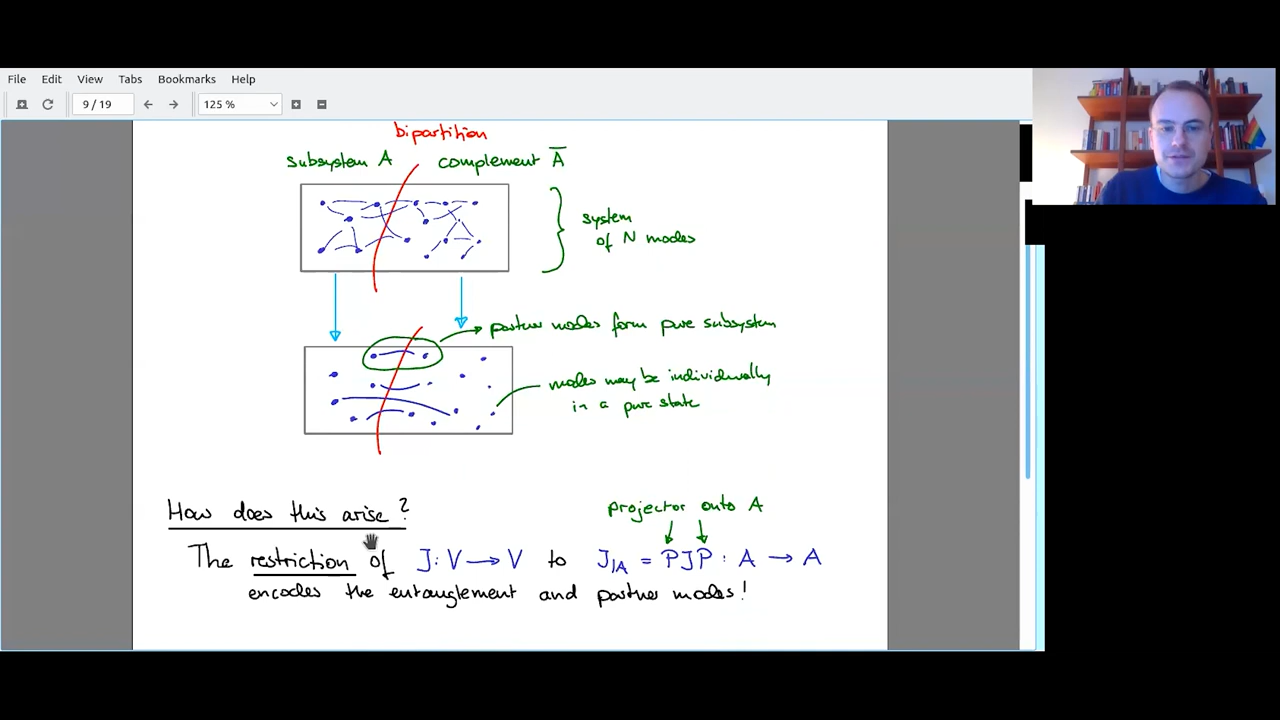 File Edit View Tabs Bookmarks Help
9 / 19 125 %
bipartition
subsystem A complement A̅
system
of N modes
partner modes form pure subsystem
modes may be individually
in a pure state
How does this arise?
projector onto A
The restriction of J: V → V to J|A = PJP : A → A
encodes the entanglement and partner modes!